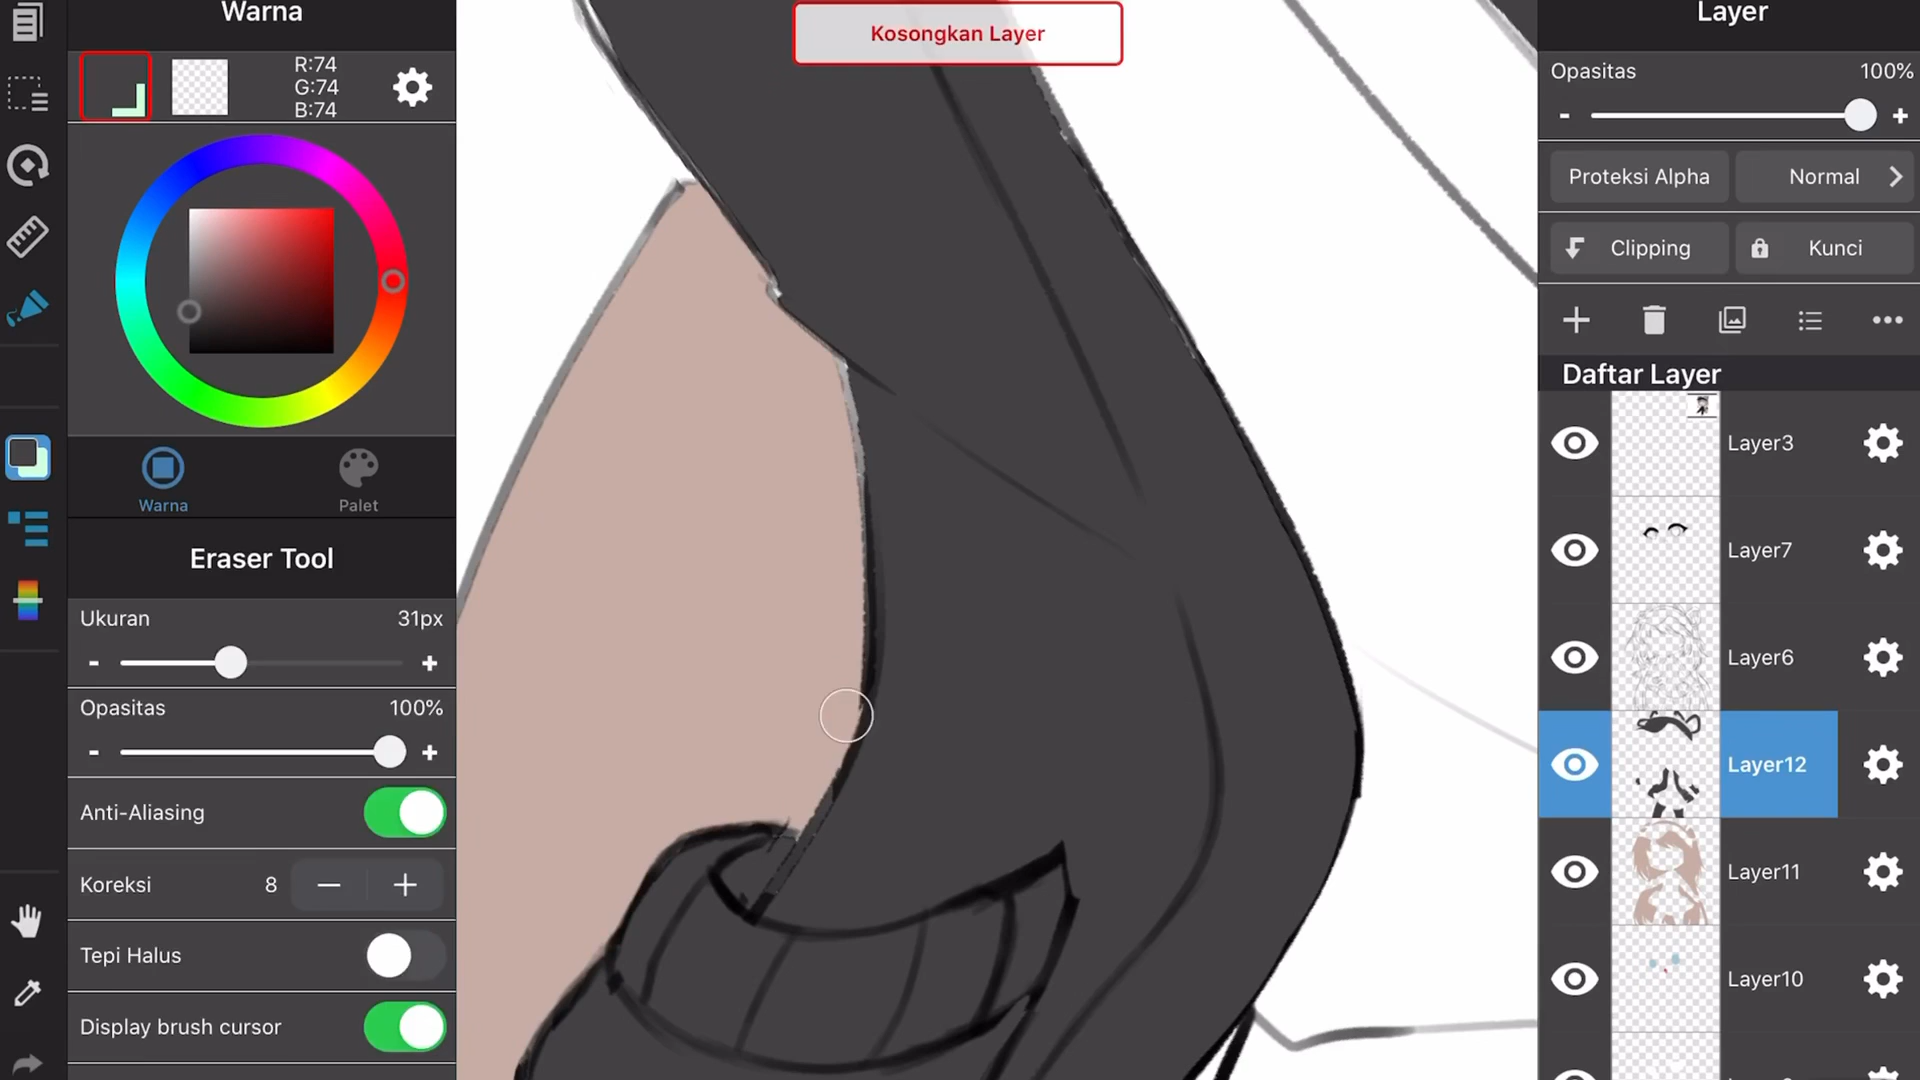 Warna
R:74
G:74
B:74
Warna
Palet
Eraser Tool
Ukuran 31px
- +
Opasitas 100%
- +
Anti-Aliasing
Koreksi 8 − +
Tepi Halus
Display brush cursor
Kosongkan Layer
Layer
Opasitas 100%
- +
Proteksi Alpha Normal
Clipping Kunci
Daftar Layer
Layer3
Layer7
Layer6
Layer12
Layer11
Layer10